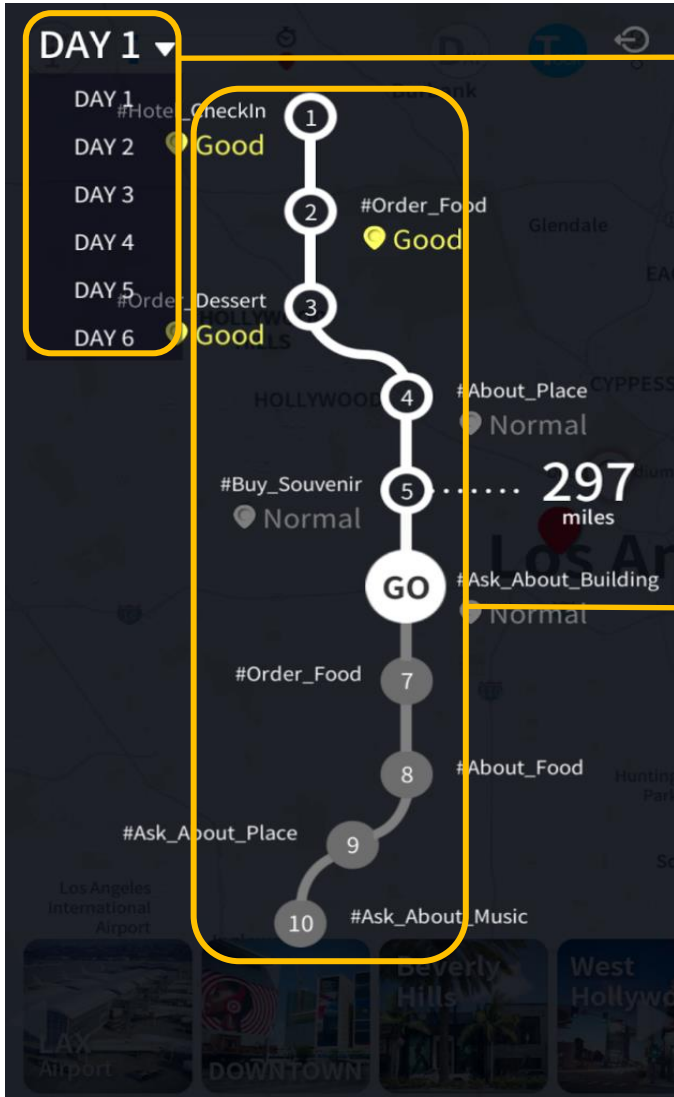 DAY 1
DAY 1
DAY 2
DAY 3
DAY 4
DAY 5
DAY 6
#Hotel_CheckIn
Good
1
2
#Order_Food
Good
#Order_Dessert
Good
3
4
#About_Place
Normal
#Buy_Souvenir
Normal
5
297
miles
GO
#Ask_About_Building
Normal
#Order_Food
7
8
#About_Food
#Ask_About_Place
9
10
#Ask_About_Music
Glendale
HOLLYWOOD
HILLS
HOLLYWOOD
Los Angeles
International
Airport
LAX
Airport
DOWNTOWN
Beverly
Hills
West